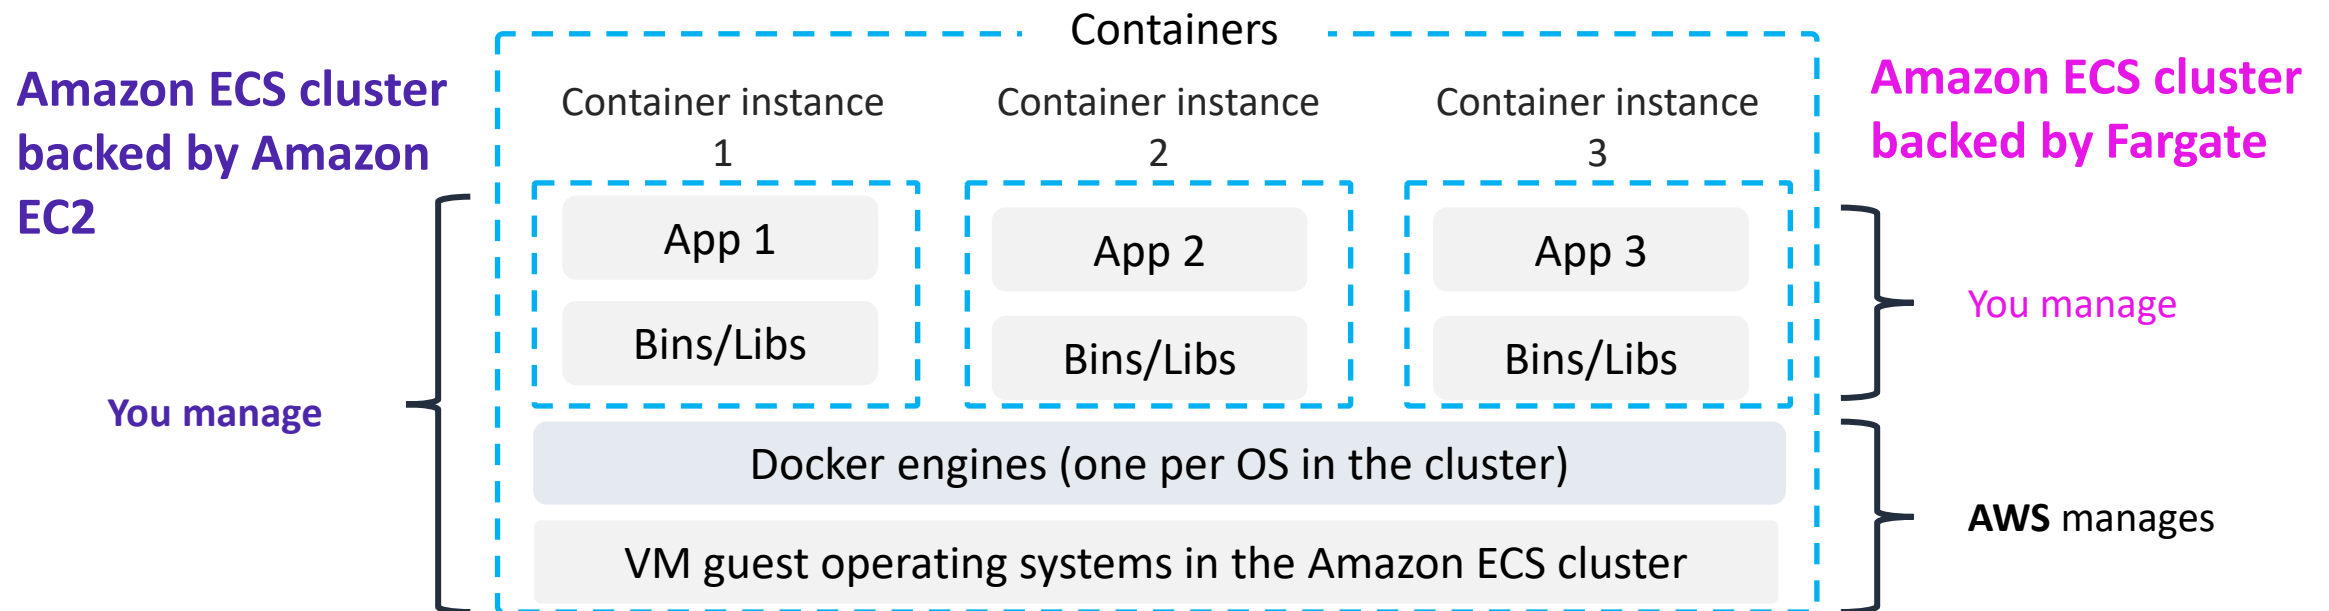 Containers
Amazon ECS cluster
backed by Amazon
EC2
You manage
Container instance
1
App 1
Bins/Libs
Container instance
2
App 2
Bins/Libs
Container instance
3
App 3
Bins/Libs
Docker engines (one per OS in the cluster)
VM guest operating systems in the Amazon ECS cluster
Amazon ECS cluster
backed by Fargate
You manage
AWS manages